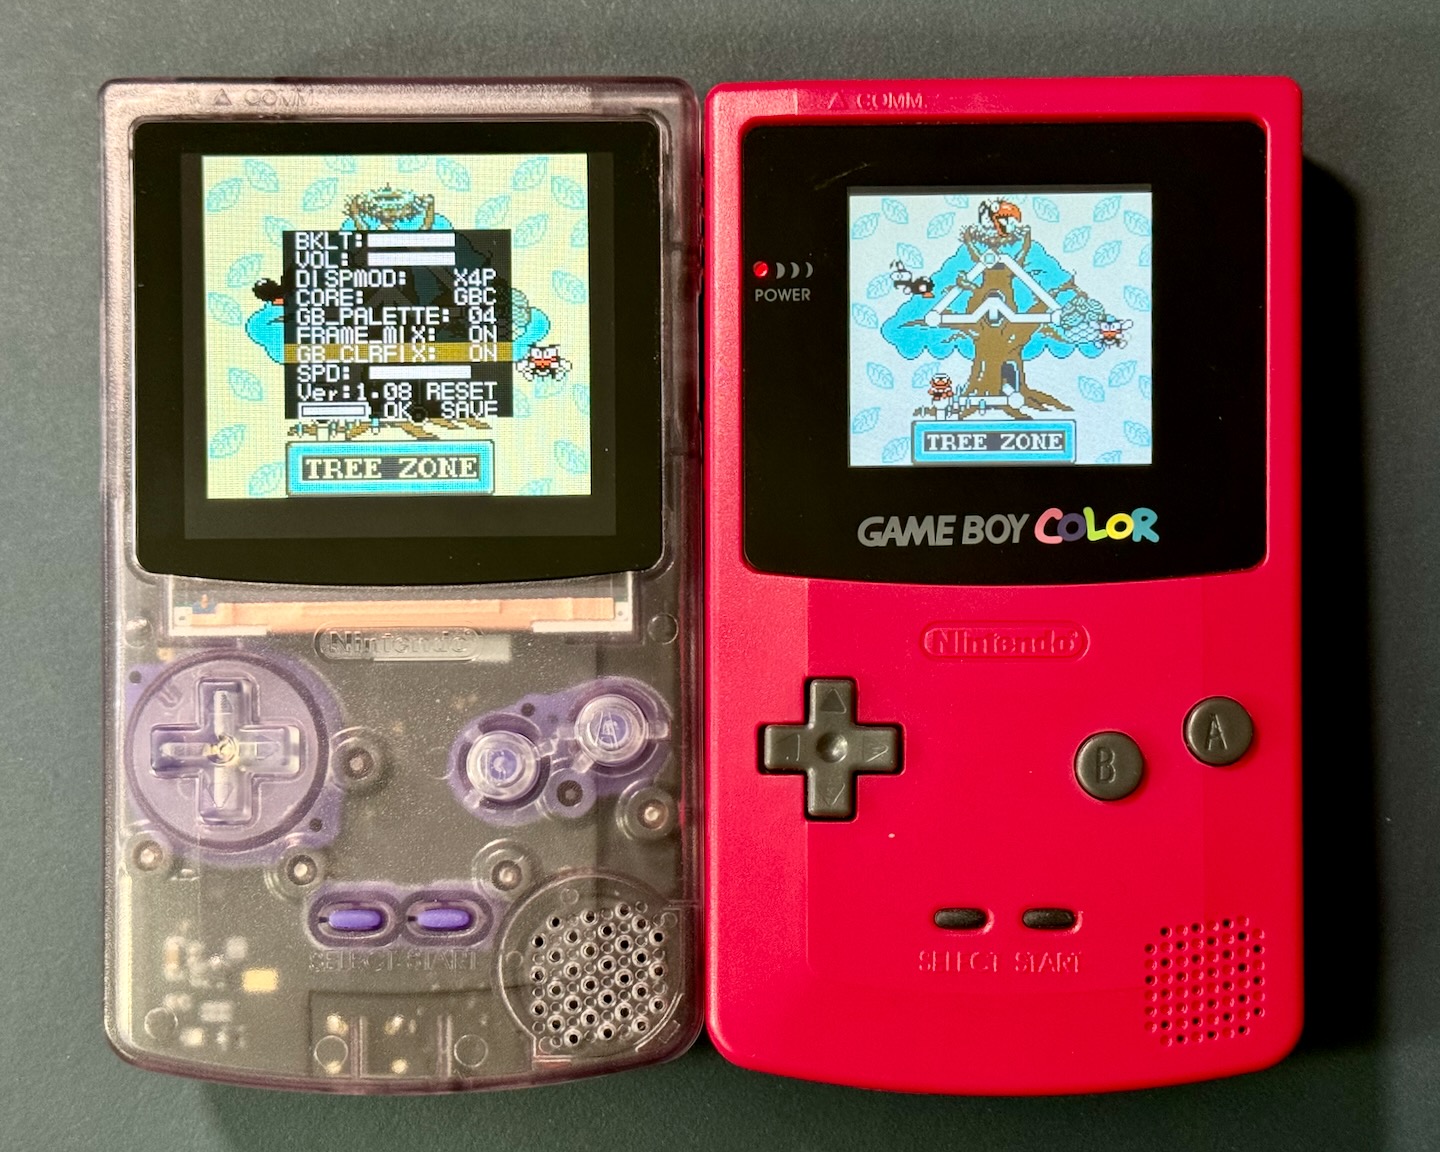 COMM.
BKLT:
VOL:
DISPMOD: X4P
CORE: GBC
GB_PALETTE: 04
FRAME_MIX: ON
GB_CLRFIX: ON
SPD:
Ver:1.08 RESET
OK SAVE
TREE ZONE
Nintendo®
B
A
SELECT START
COMM.
POWER
TREE ZONE
GAME BOY COLOR
Nintendo®
B
A
SELECT START